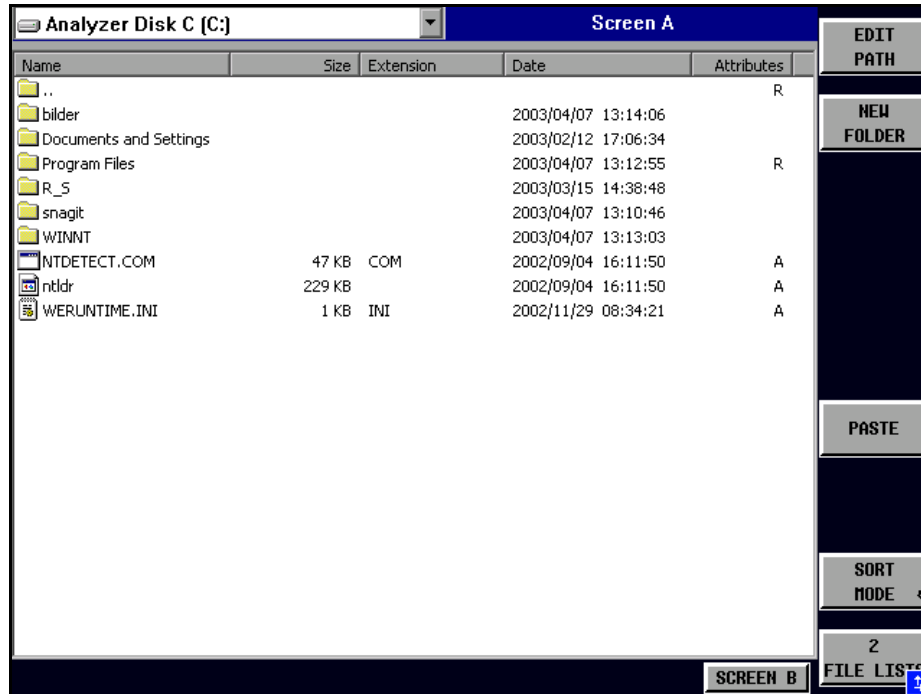 Analyzer Disk C (C:) Screen A
Name Size Extension Date Attributes
.. R
bilder 2003/04/07 13:14:06
Documents and Settings 2003/02/12 17:06:34
Program Files 2003/04/07 13:12:55 R
R_S 2003/03/15 14:38:48
snagit 2003/04/07 13:10:46
WINNT 2003/04/07 13:13:03
NTDETECT.COM 47 KB COM 2002/09/04 16:11:50 A
ntldr 229 KB 2002/09/04 16:11:50 A
WERUNTIME.INI 1 KB INI 2002/11/29 08:34:21 A
SCREEN B
EDIT
PATH
NEW
FOLDER
PASTE
SORT
MODE
2
FILE LISTS
1